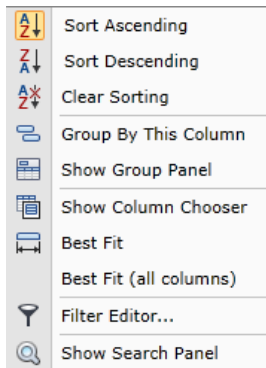 Sort Ascending
Sort Descending
Clear Sorting
Group By This Column
Show Group Panel
Show Column Chooser
Best Fit
Best Fit (all columns)
Filter Editor...
Show Search Panel